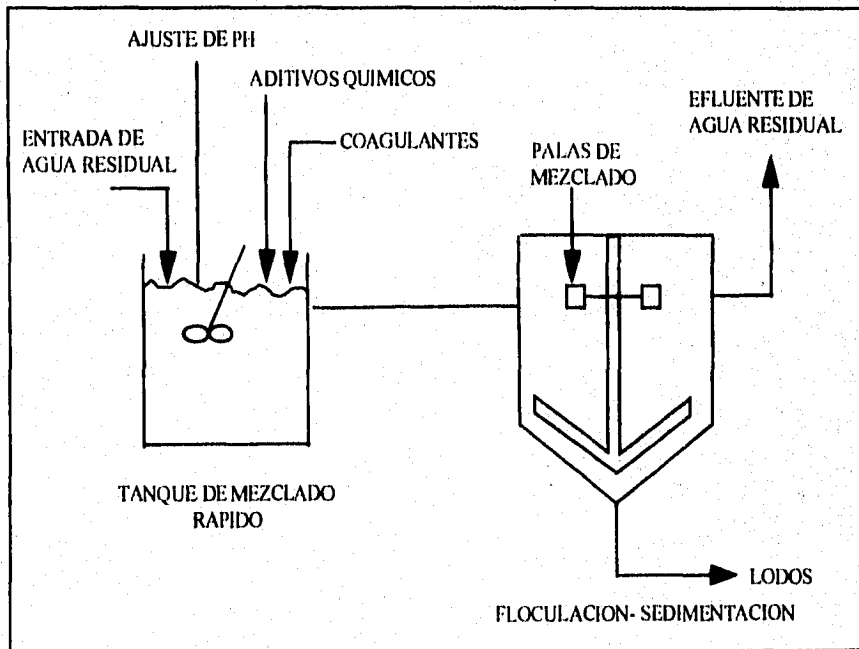 AJUSTE DE PH
ADITIVOS QUIMICOS
EFLUENTE DE
AGUA RESIDUAL
ENTRADA DE
AGUA RESIDUAL
COAGULANTES
PALAS DE
MEZCLADO
TANQUE DE MEZCLADO
RAPIDO
LODOS
FLOCULACION- SEDIMENTACION